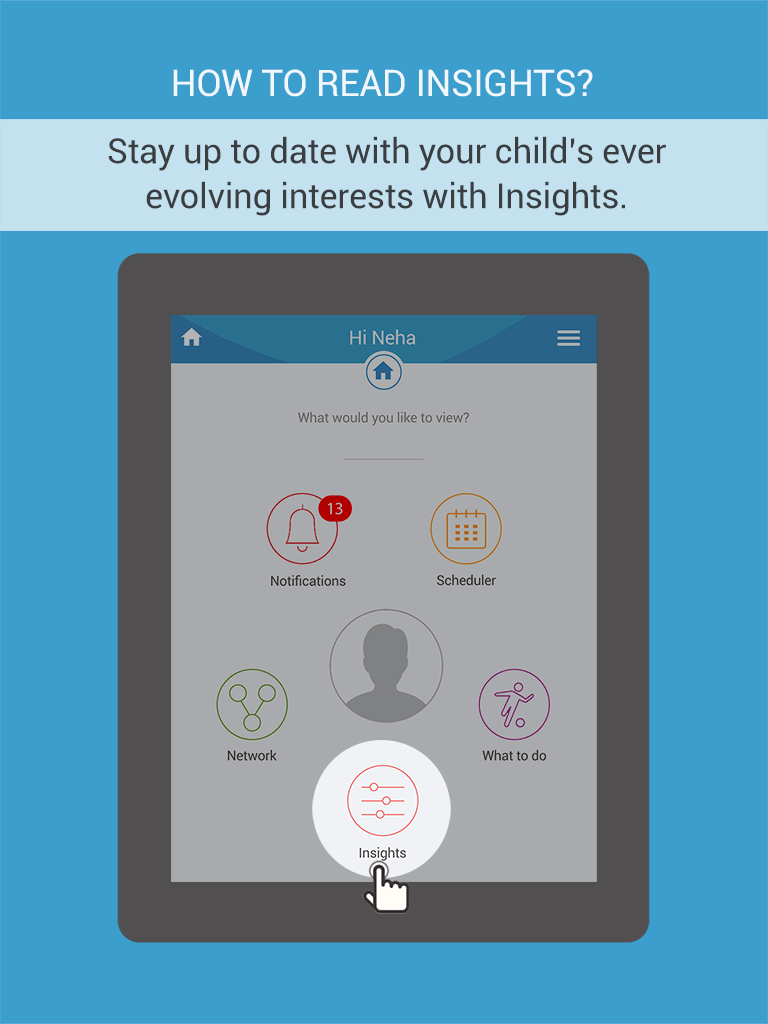 HOW TO READ INSIGHTS?
Stay up to date with your child's ever
evolving interests with Insights.
Hi Neha
What would you like to view?
13
Notifications
Scheduler
Network
What to do
Insights